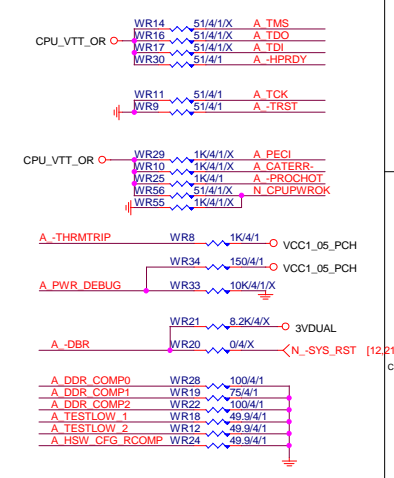 WR14 51/4/1/X A_TMS
CPU_VTT_OR WR16 51/4/1/X A_TDO
WR17 51/4/1/X A_TDI
WR30 51/4/1 A_-HPRDY
WR11 51/4/1 A_TCK
WR9 51/4/1 A_-TRST
CPU_VTT_OR WR29 1K/4/1/X A_PECI
WR10 1K/4/1/X A_CATERR-
WR25 1K/4/1 A_-PROCHOT
WR56 51/4/1/X N_CPUPWROK
WR55 1K/4/1/X
A_-THRMTRIP WR8 1K/4/1 VCC1_05_PCH
WR34 150/4/1 VCC1_05_PCH
A_PWR_DEBUG WR33 10K/4/1/X
WR21 8.2K/4/X 3VDUAL
A_-DBR WR20 0/4/X N_-SYS_RST [12,21
C
A_DDR_COMP0 WR28 100/4/1
A_DDR_COMP1 WR19 75/4/1
A_DDR_COMP2 WR22 100/4/1
A_TESTLOW_1 WR18 49.9/4/1
A_TESTLOW_2 WR12 49.9/4/1
A_HSW_CFG_RCOMP WR24 49.9/4/1